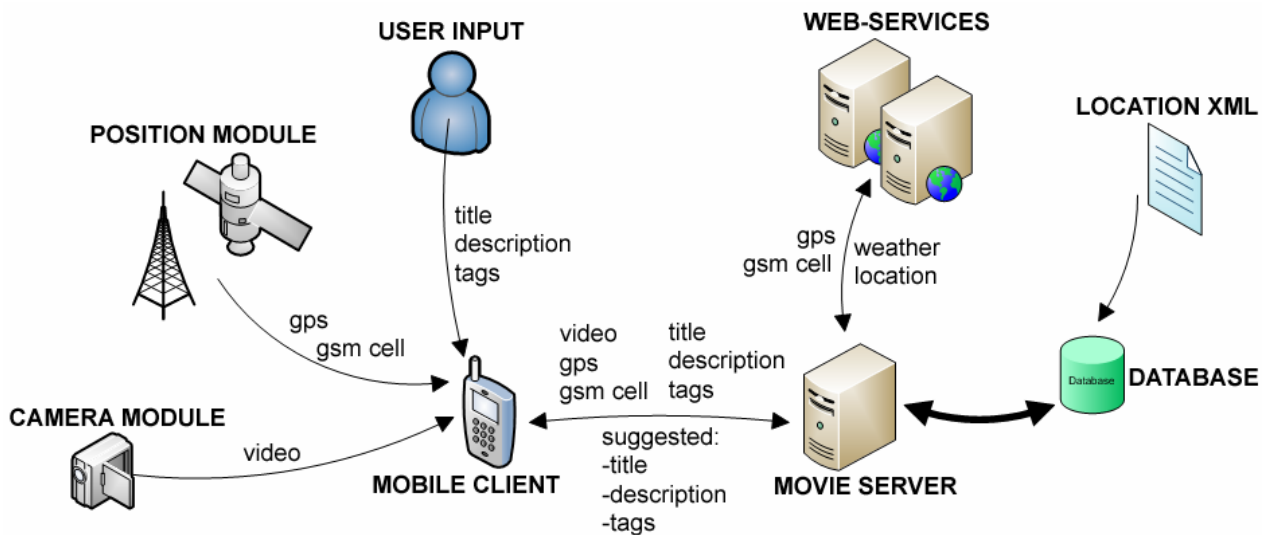 USER INPUT
WEB-SERVICES
LOCATION XML
POSITION MODULE
title
description
tags
gps
gsm cell
weather
location
gps
gsm cell
video
gps
gsm cell
title
description
tags
Database
DATABASE
CAMERA MODULE
video
MOBILE CLIENT
suggested:
-title
-description
-tags
MOVIE SERVER